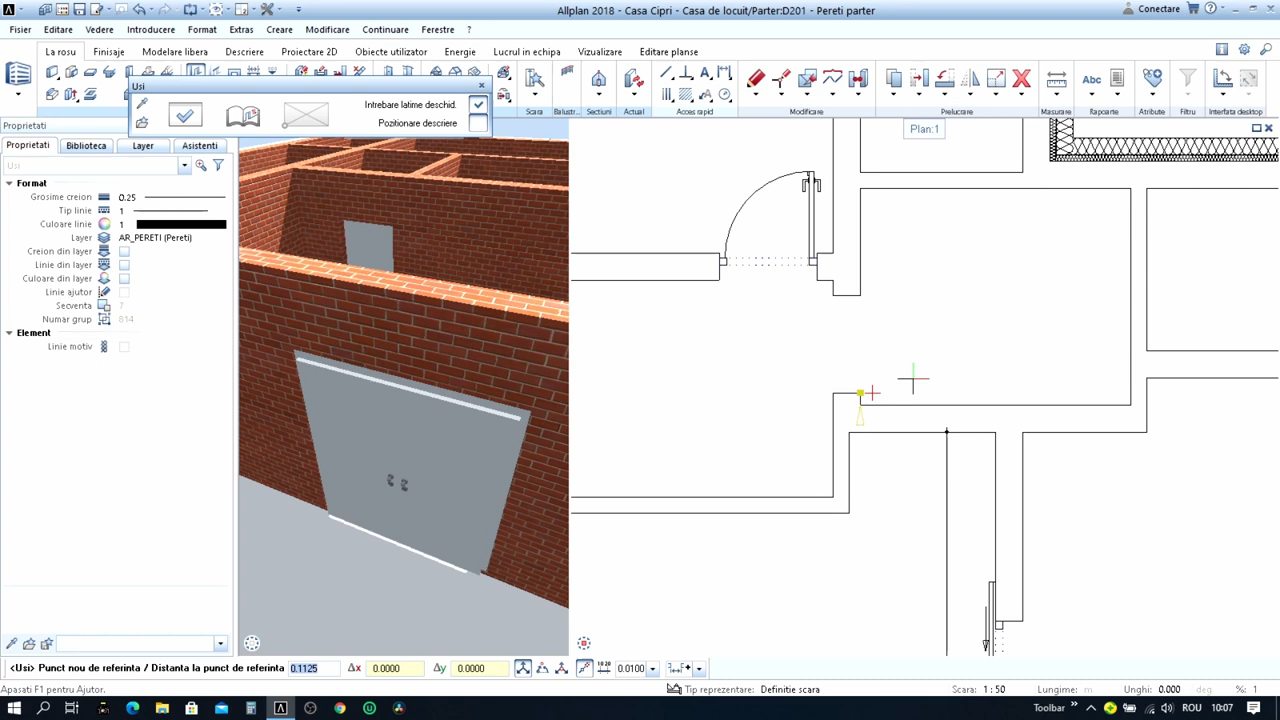 Allplan 2018 - Casa Cipri - Casa de locuit/Parter:D201 - Pereti parter
Conectare
Fisier Editare Vedere Introducere Format Extras Creare Modificare Continuare Ferestre
La rosu Finisaje Modelare libera Descriere Proiectare 2D Obiecte utilizator Energie Lucrul in echipa Vizualizare Editare planse
Usi
Intrebare latime deschid.
Pozitionare descriere
Abc
Scara Balustr... Acces rapid Modificare Prelucrare Masurare Rapoarte Atribute Filtru Interfata desktop
Proprietati
Proprietati Biblioteca Layer Asistenti
Usi
Plan:1
Format
Grosime creion 0.25
Tip linie 1
Culoare linie 1
Layer AR_PERETI (Pereti)
Creion din layer
Linie din layer
Culoare din layer
Linie ajutor
Secventa 7
Numar grup 814
Element
Linie motiv
<Usi> Punct nou de referinta / Distanta la punct de referinta 0.1125 Δx 0.0000 Δy 0.0000 0.0100
Apasati F1 pentru Ajutor.
Tip reprezentare: Definitie scara Scara: 1 : 50 Lungime: m Unghi: 0.000 deg %: 1
Toolbar ROU 10:07